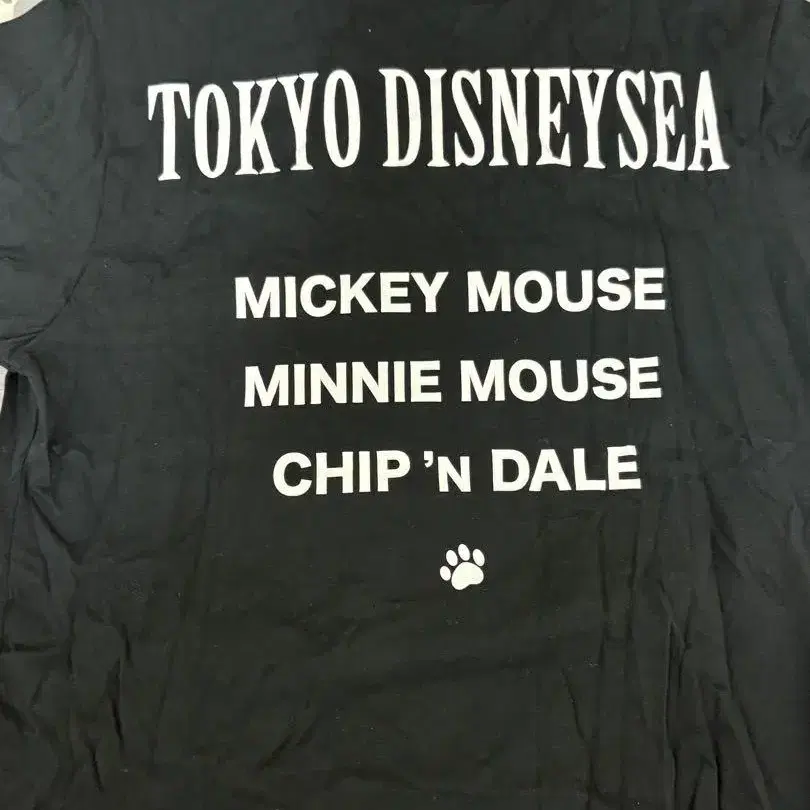 TOKYO DISNEYSEA
MICKEY MOUSE
MINNIE MOUSE
CHIP 'N DALE